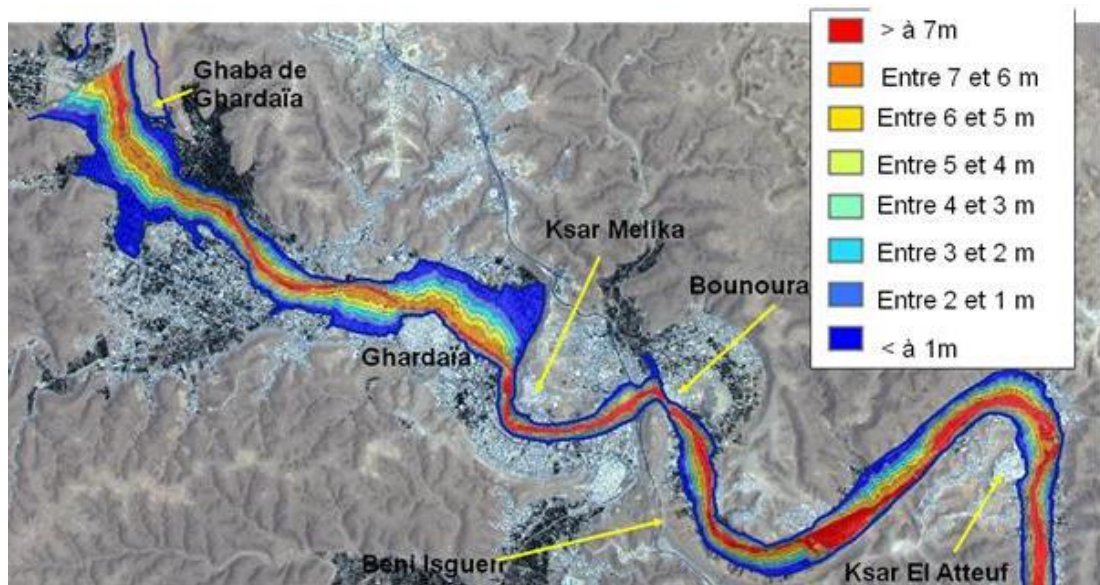 Ghaba de
Ghardaïa
Ksar Melika
Bounoura
Ghardaïa
Beni Isguen
Ksar El Atteuf
> à 7m
Entre 7 et 6 m
Entre 6 et 5 m
Entre 5 et 4 m
Entre 4 et 3 m
Entre 3 et 2 m
Entre 2 et 1 m
< à 1m